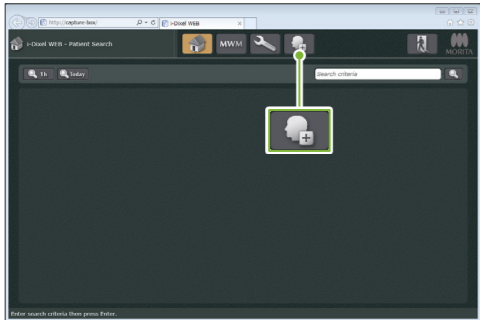 http://capture-box/
i-Dixel WEB
i-Dixel WEB - Patient Search
MWM
MORITA
1h
Today
Search criteria
Enter search criteria then press Enter.